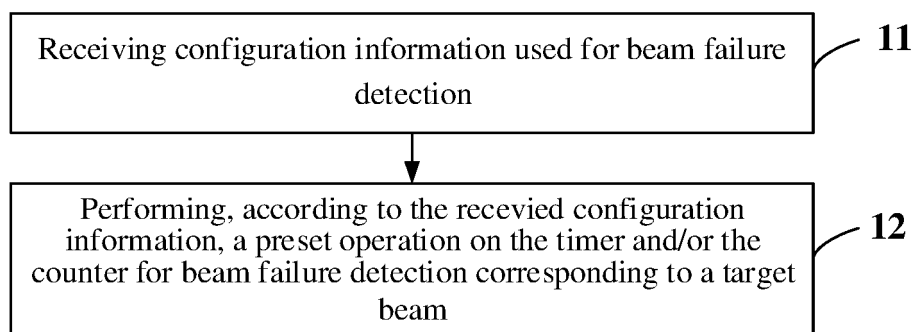 Receiving configuration information used for beam failure
detection
11
Performing, according to the recevied configuration
information, a preset operation on the timer and/or the
counter for beam failure detection corresponding to a target
beam
12